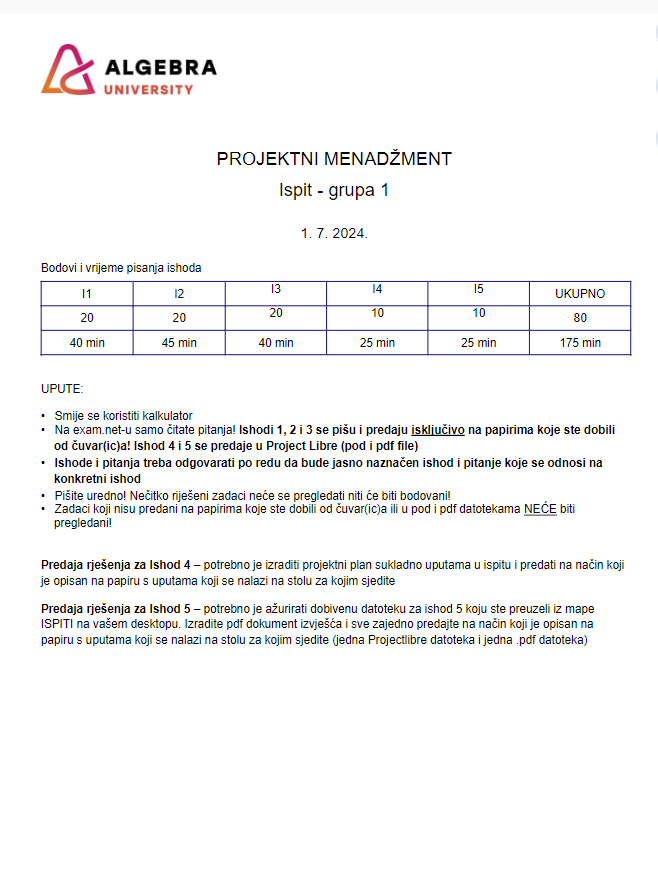 ALGEBRA
UNIVERSITY
PROJEKTNI MENADŽMENT
Ispit - grupa 1
1. 7. 2024.
Bodovi i vrijeme pisanja ishoda
I1 I2 I3 I4 I5 UKUPNO
20 20 20 10 10 80
40 min 45 min 40 min 25 min 25 min 175 min
UPUTE:
• Smije se koristiti kalkulator
• Na exam.net-u samo čitate pitanja! Ishodi 1, 2 i 3 se pišu i predaju isključivo na papirima koje ste dobili
od čuvar(ic)a! Ishod 4 i 5 se predaje u Project Libre (pod i pdf file)
• Ishode i pitanja treba odgovarati po redu da bude jasno naznačen ishod i pitanje koje se odnosi na
konkretni ishod
• Pišite uredno! Nečitko riješeni zadaci neće se pregledati niti će biti bodovani!
• Zadaci koji nisu predani na papirima koje ste dobili od čuvar(ic)a ili u pod i pdf datotekama NEĆE biti
pregledani!
Predaja rješenja za Ishod 4 – potrebno je izraditi projektni plan sukladno uputama u ispitu i predati na način koji
je opisan na papiru s uputama koji se nalazi na stolu za kojim sjedite
Predaja rješenja za Ishod 5 – potrebno je ažurirati dobivenu datoteku za ishod 5 koju ste preuzeli iz mape
ISPITI na vašem desktopu. Izradite pdf dokument izvješća i sve zajedno predajte na način koji je opisan na
papiru s uputama koji se nalazi na stolu za kojim sjedite (jedna Projectlibre datoteka i jedna .pdf datoteka)